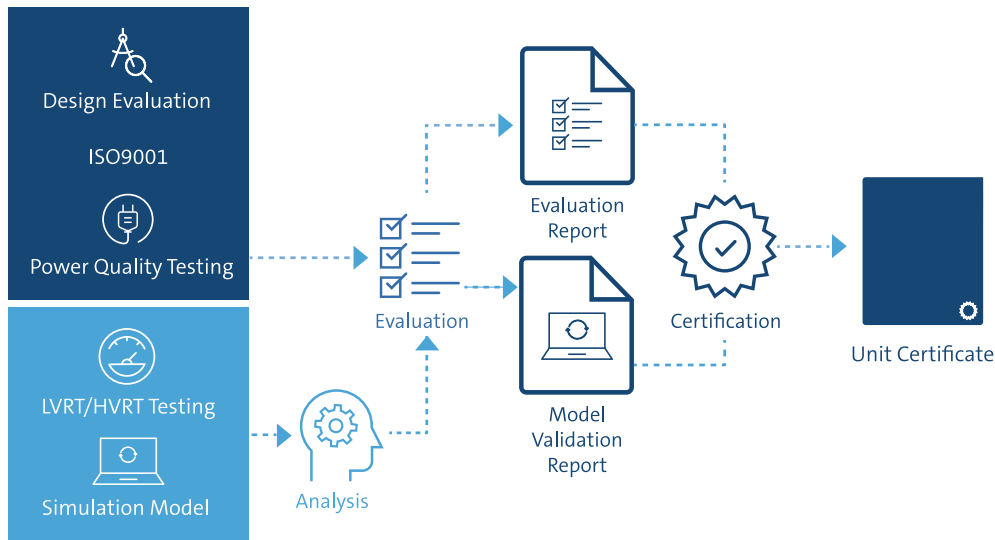 Design Evaluation
ISO9001
Power Quality Testing
LVRT/HVRT Testing
Simulation Model
Analysis
Evaluation
Evaluation
Report
Model
Validation
Report
Certification
Unit Certificate